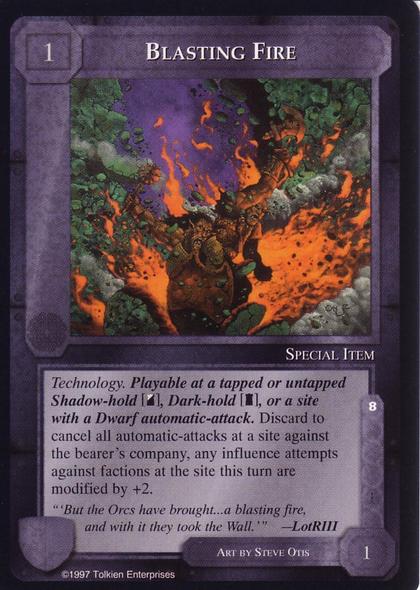 1
BLASTING FIRE
SPECIAL ITEM
Technology. Playable at a tapped or untapped
Shadow-hold [], Dark-hold [], or a site
with a Dwarf automatic-attack. Discard to
cancel all automatic-attacks at a site against
the bearer's company, any influence attempts
against factions at the site this turn are
modified by +2.
"'But the Orcs have brought...a blasting fire,
and with it they took the Wall.'" —LotRIII
8
ART BY STEVE OTIS
1
©1997 Tolkien Enterprises